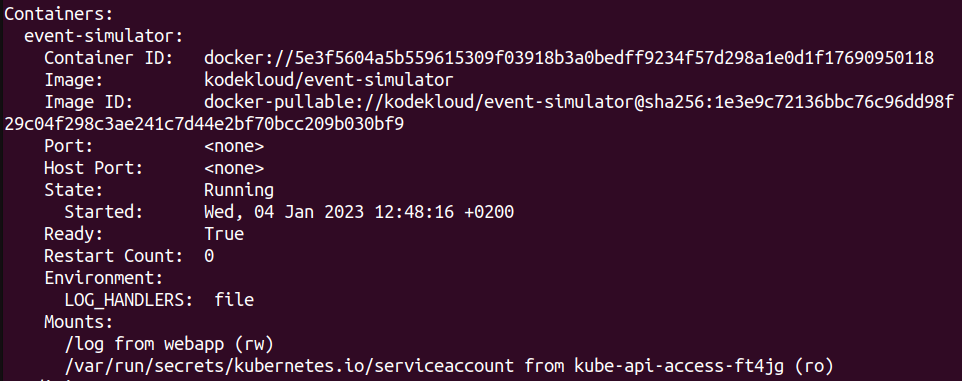 Containers:
  event-simulator:
    Container ID:   docker://5e3f5604a5b559615309f03918b3a0bedff9234f57d298a1e0d1f17690950118
    Image:          kodekloud/event-simulator
    Image ID:       docker-pullable://kodekloud/event-simulator@sha256:1e3e9c72136bbc76c96dd98f
29c04f298c3ae241c7d44e2bf70bcc209b030bf9
    Port:           <none>
    Host Port:      <none>
    State:          Running
      Started:      Wed, 04 Jan 2023 12:48:16 +0200
    Ready:          True
    Restart Count:  0
    Environment:
      LOG_HANDLERS:  file
    Mounts:
      /log from webapp (rw)
      /var/run/secrets/kubernetes.io/serviceaccount from kube-api-access-ft4jg (ro)